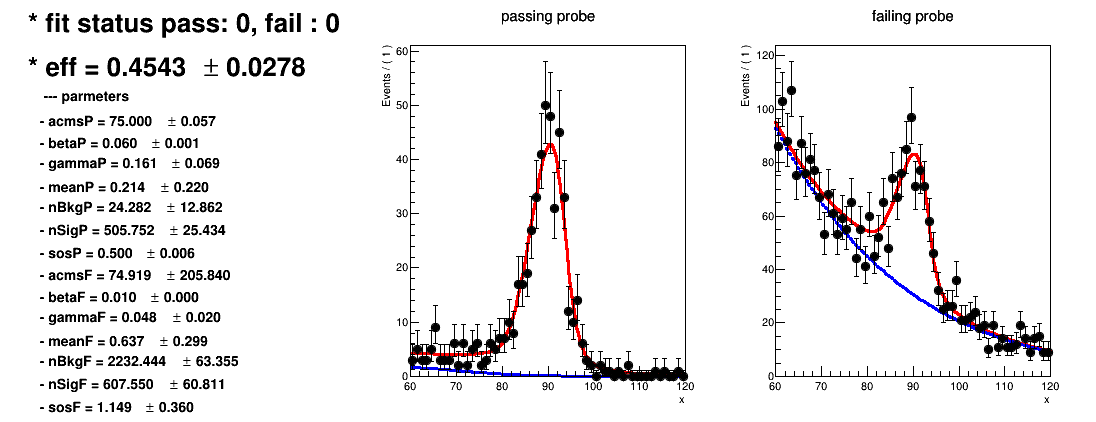 * fit status pass: 0, fail : 0
* eff = 0.4543 ± 0.0278
--- parmeters
- acmsP = 75.000 ± 0.057
- betaP = 0.060 ± 0.001
- gammaP = 0.161 ± 0.069
- meanP = 0.214 ± 0.220
- nBkgP = 24.282 ± 12.862
- nSigP = 505.752 ± 25.434
- sosP = 0.500 ± 0.006
- acmsF = 74.919 ± 205.840
- betaF = 0.010 ± 0.000
- gammaF = 0.048 ± 0.020
- meanF = 0.637 ± 0.299
- nBkgF = 2232.444 ± 63.355
- nSigF = 607.550 ± 60.811
- sosF = 1.149 ± 0.360
passing probe
Events / ( 1 )
60
50
40
30
20
10
0
60 70 80 90 100 110 120
x
failing probe
Events / ( 1 )
120
100
80
60
40
20
0
60 70 80 90 100 110 120
x